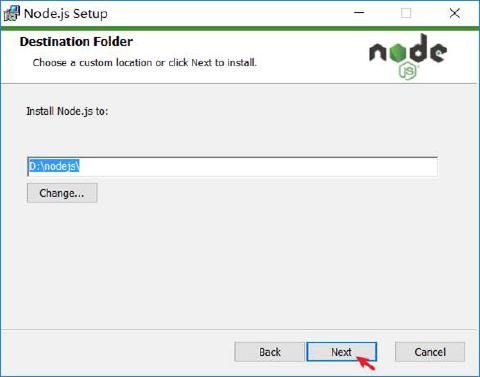 Node.js Setup
Destination Folder
Choose a custom location or click Next to install.
node
JS
Install Node.js to:
D:\nodejs\
Change...
Back
Next
Cancel